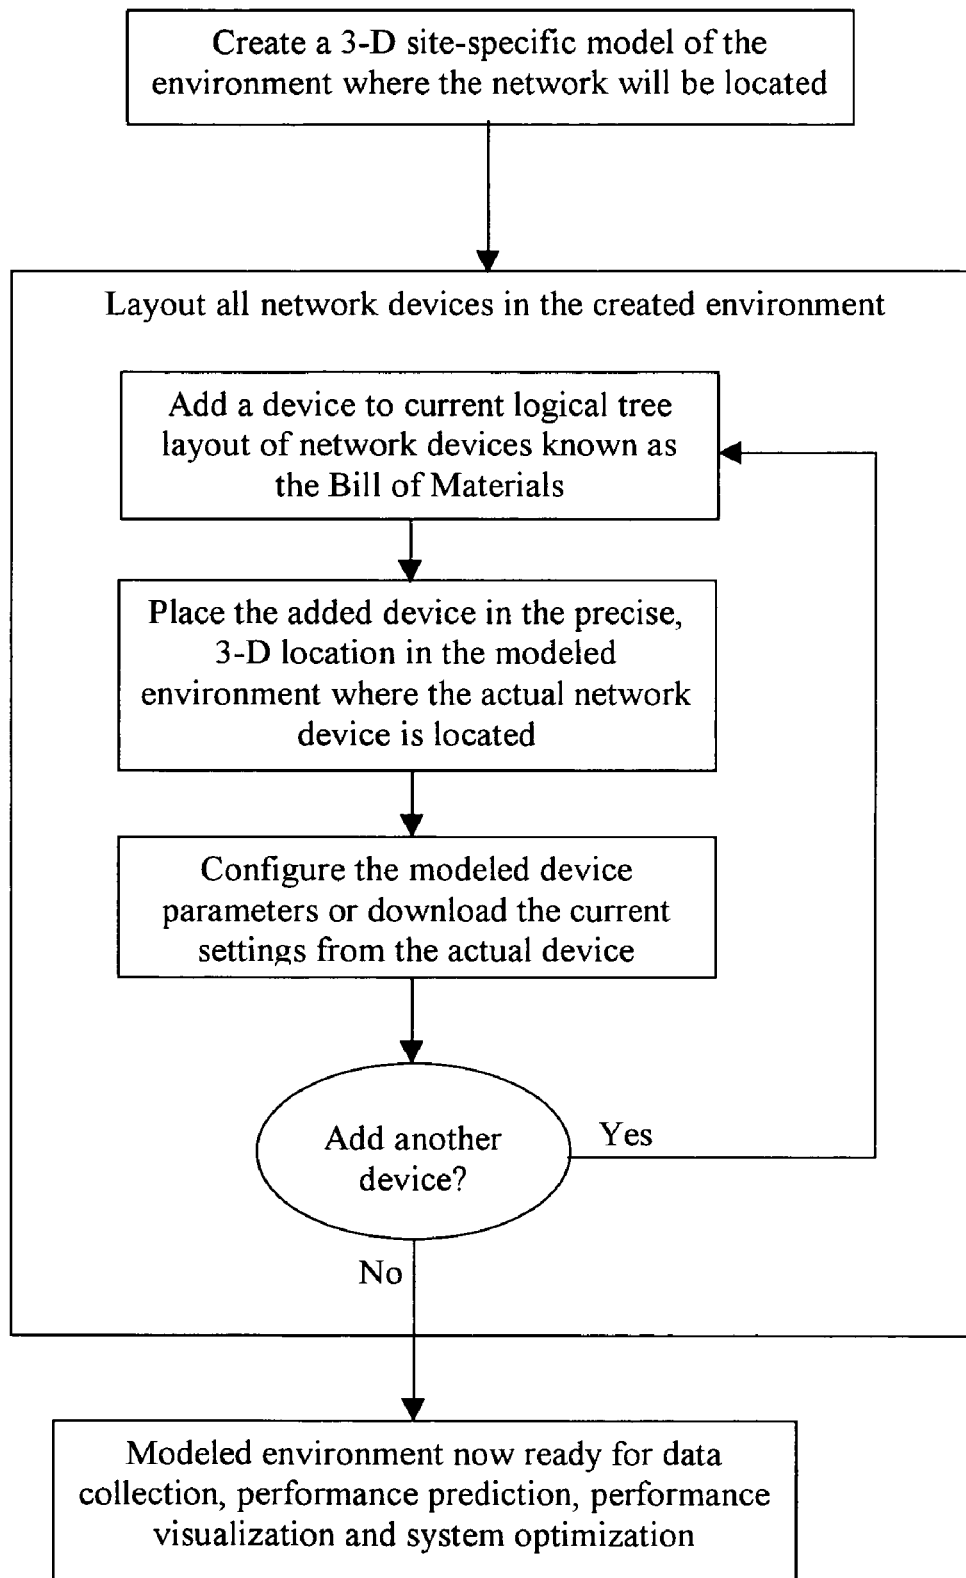 Create a 3-D site-specific model of the
environment where the network will be located
Layout all network devices in the created environment
Add a device to current logical tree
layout of network devices known as
the Bill of Materials
Place the added device in the precise,
3-D location in the modeled
environment where the actual network
device is located
Configure the modeled device
parameters or download the current
settings from the actual device
Add another
device?
Yes
No
Modeled environment now ready for data
collection, performance prediction, performance
visualization and system optimization